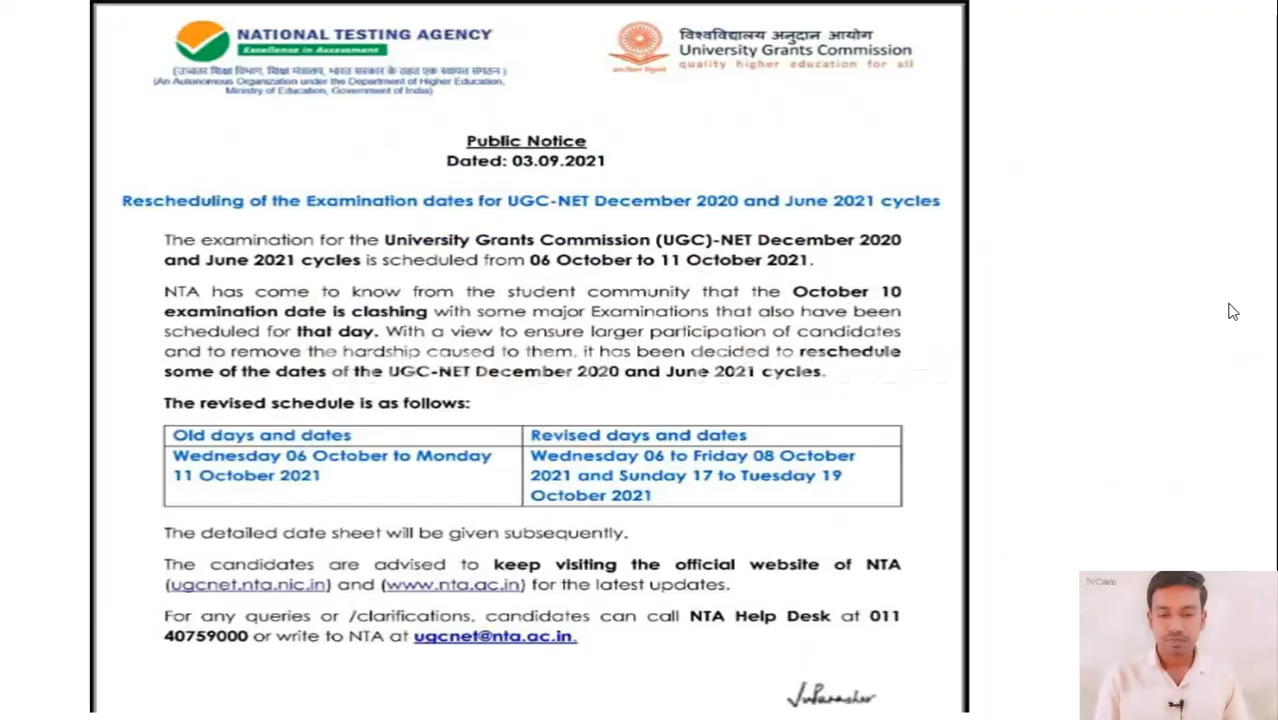 NATIONAL TESTING AGENCY
Excellence in Assessment
(उच्चतर शिक्षा विभाग, शिक्षा मंत्रालय, भारत सरकार के तहत एक स्वायत्त संगठन)
(An Autonomous Organization under the Department of Higher Education,
Ministry of Education, Government of India)
विश्वविद्यालय अनुदान आयोग
University Grants Commission
quality higher education for all
Public Notice
Dated: 03.09.2021
Rescheduling of the Examination dates for UGC-NET December 2020 and June 2021 cycles
The examination for the University Grants Commission (UGC)-NET December 2020
and June 2021 cycles is scheduled from 06 October to 11 October 2021.
NTA has come to know from the student community that the October 10
examination date is clashing with some major Examinations that also have been
scheduled for that day. With a view to ensure larger participation of candidates
and to remove the hardship caused to them, it has been decided to reschedule
some of the dates of the UGC-NET December 2020 and June 2021 cycles.
The revised schedule is as follows:
Old days and dates
Revised days and dates
Wednesday 06 October to Monday
11 October 2021
Wednesday 06 to Friday 08 October
2021 and Sunday 17 to Tuesday 19
October 2021
The detailed date sheet will be given subsequently.
The candidates are advised to keep visiting the official website of NTA
(ugcnet.nta.nic.in) and (www.nta.ac.in) for the latest updates.
For any queries or /clarifications, candidates can call NTA Help Desk at 011
40759000 or write to NTA at ugcnet@nta.ac.in.
iVCam